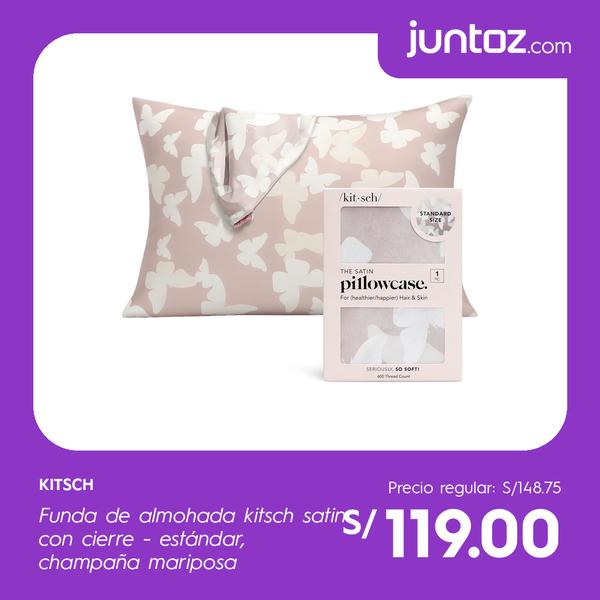 juntoz.com
/kit·sch/
STANDARD
SIZE
THE SATIN
pillowcase.
1
PC.
For (healthier/happier) Hair & Skin
SERIOUSLY, SO SOFT!
600 Thread Count
KITSCH
Precio regular: S/148.75
Funda de almohada kitsch satin
con cierre - estándar,
champaña mariposa
S/119.00